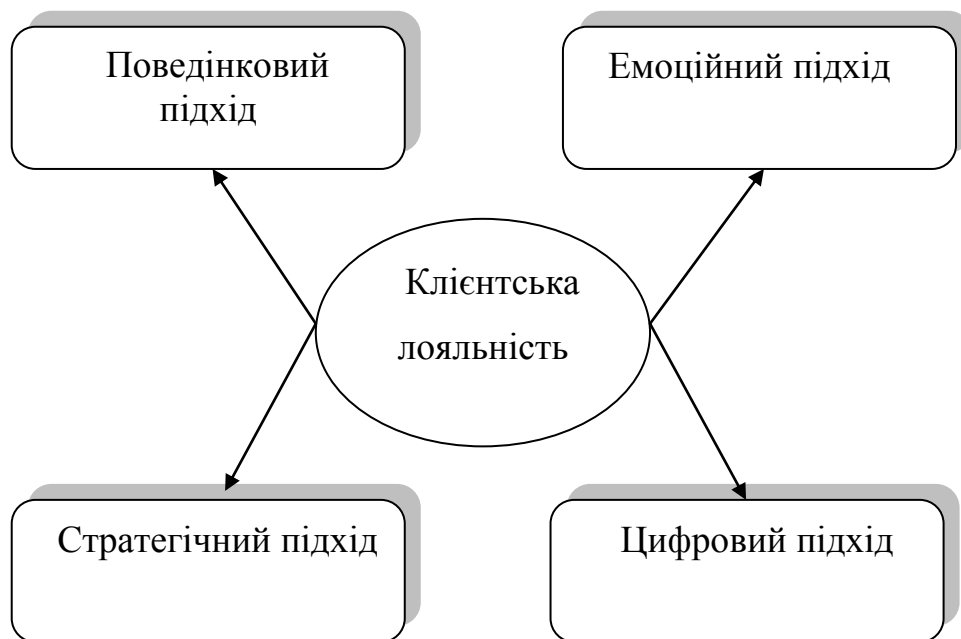 Поведінковий
підхід
Емоційний підхід
Клієнтська
лояльність
Стратегічний підхід
Цифровий підхід